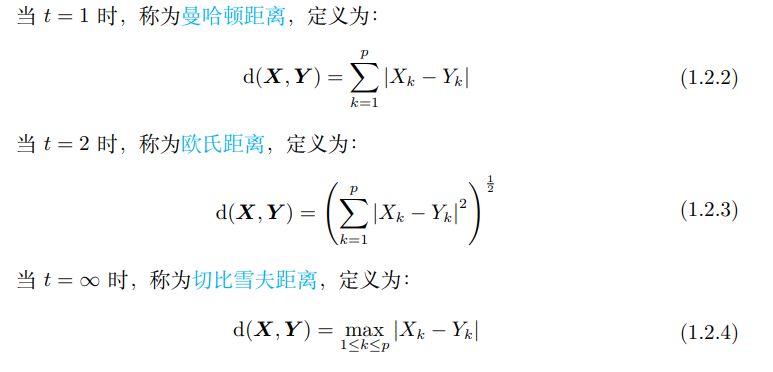 当 t = 1 时，称为曼哈顿距离，定义为：
d(X, Y) = ∑_{k=1}^{p} |X_k − Y_k| (1.2.2)
当 t = 2 时，称为欧氏距离，定义为：
d(X, Y) = (∑_{k=1}^{p} |X_k − Y_k|^2)^{1/2} (1.2.3)
当 t = ∞ 时，称为切比雪夫距离，定义为：
d(X, Y) = max_{1≤k≤p} |X_k − Y_k| (1.2.4)